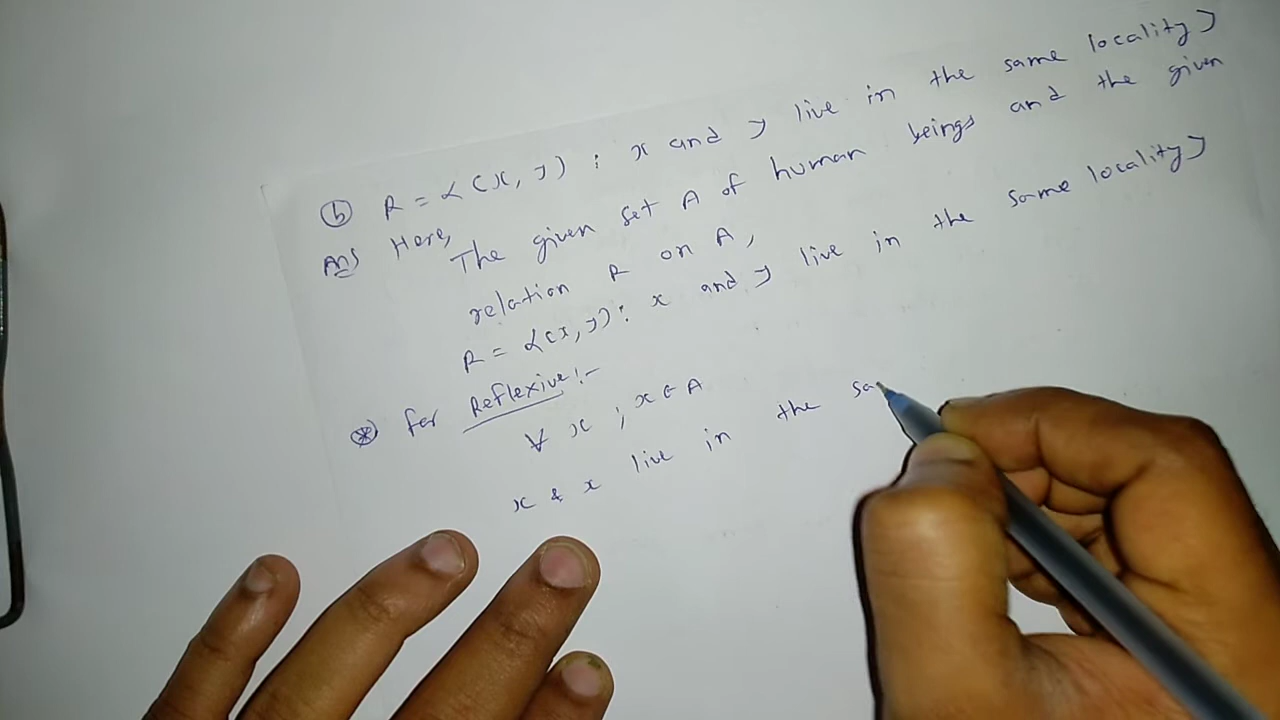 (b) R = {(x, y) : x and y live in the same locality}
Ans Here,
The given set A of human beings and the given
relation R on A,
R = {(x, y) : x and y live in the same locality}
(*) for Reflexive :-
∀ x ; x ∈ A
x & x live in the sa